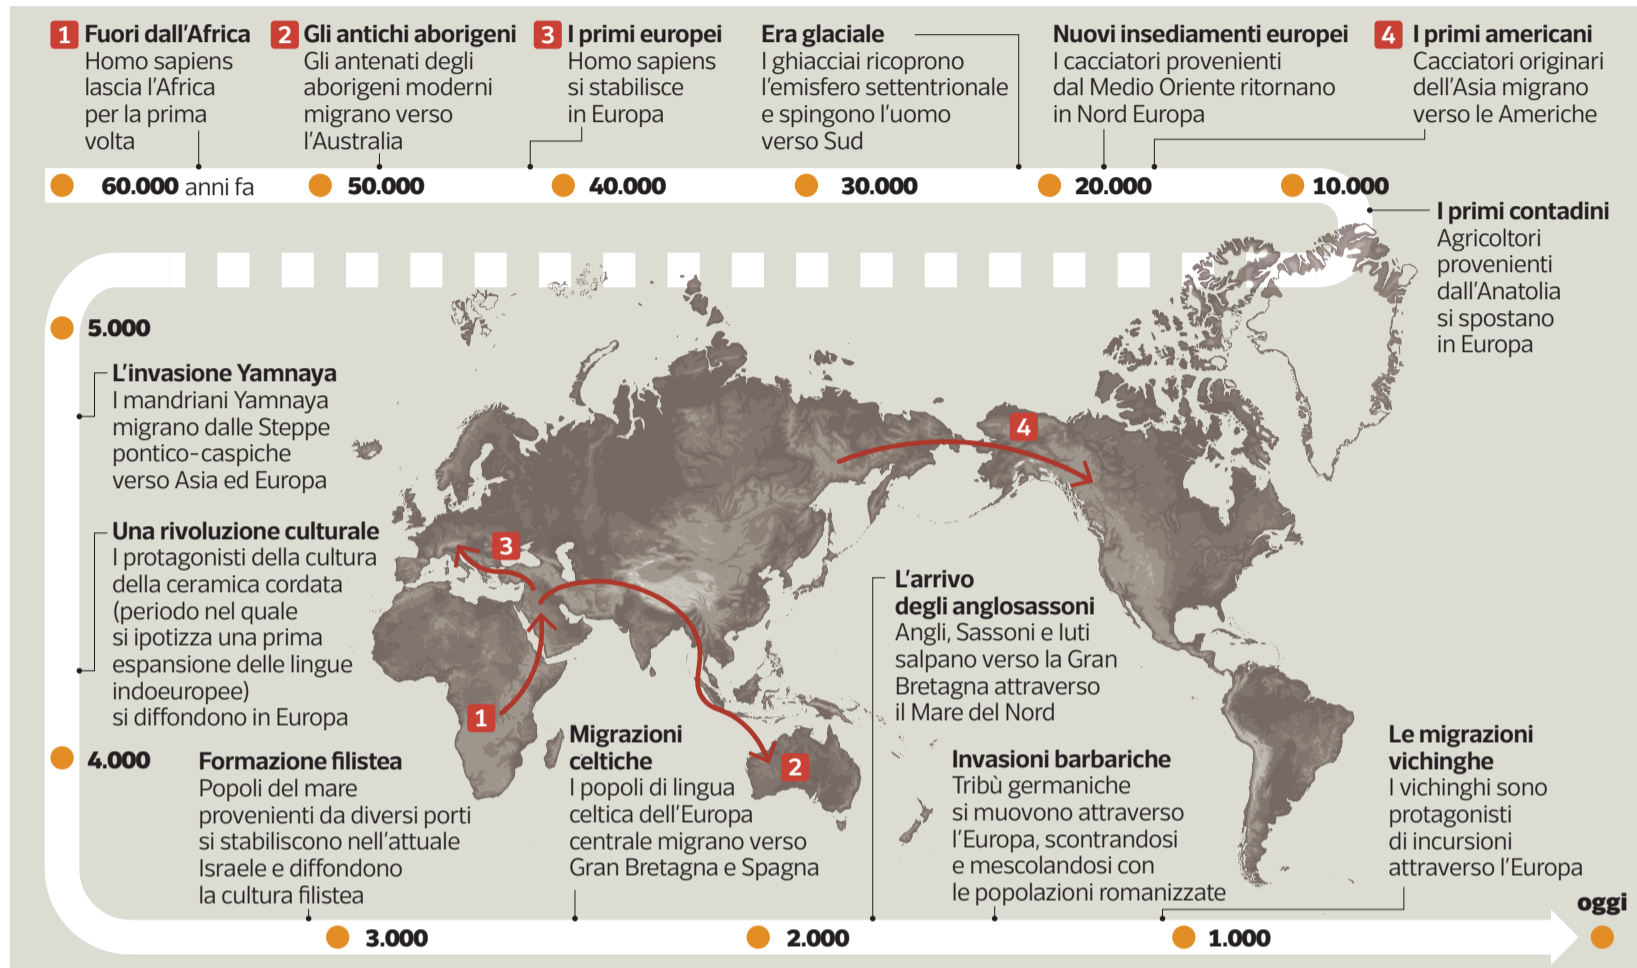 1 Fuori dall'Africa
Homo sapiens
lascia l'Africa
per la prima
volta
2 Gli antichi aborigeni
Gli antenati degli
aborigeni moderni
migrano verso
l'Australia
3 I primi europei
Homo sapiens
si stabilisce
in Europa
Era glaciale
I ghiacciai ricoprono
l'emisfero settentrionale
e spingono l'uomo
verso Sud
Nuovi insediamenti europei
I cacciatori provenienti
dal Medio Oriente ritornano
in Nord Europa
4 I primi americani
Cacciatori originari
dell'Asia migrano
verso le Americhe
60.000 anni fa
50.000
40.000
30.000
20.000
10.000
I primi contadini
Agricoltori
provenienti
dall'Anatolia
si spostano
in Europa
5.000
L'invasione Yamnaya
I mandriani Yamnaya
migrano dalle Steppe
pontico-caspiche
verso Asia ed Europa
Una rivoluzione culturale
I protagonisti della cultura
della ceramica cordata
(periodo nel quale
si ipotizza una prima
espansione delle lingue
indoeuropee)
si diffondono in Europa
4
3
1
2
4.000
Formazione filistea
Popoli del mare
provenienti da diversi porti
si stabiliscono nell'attuale
Israele e diffondono
la cultura filistea
Migrazioni
celtiche
I popoli di lingua
celtica dell'Europa
centrale migrano verso
Gran Bretagna e Spagna
L'arrivo
degli anglosassoni
Angli, Sassoni e Iuti
salpano verso la Gran
Bretagna attraverso
il Mare del Nord
Invasioni barbariche
Tribù germaniche
si muovono attraverso
l'Europa, scontrandosi
e mescolandosi con
le popolazioni romanizzate
Le migrazioni
vichinghe
I vichinghi sono
protagonisti
di incursioni
attraverso l'Europa
3.000
2.000
1.000
oggi